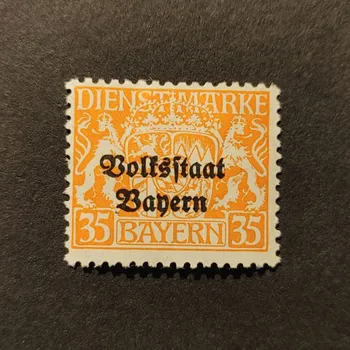 DIENSTMARKE
Volksſtaat
Bayern
35 BAYERN 35